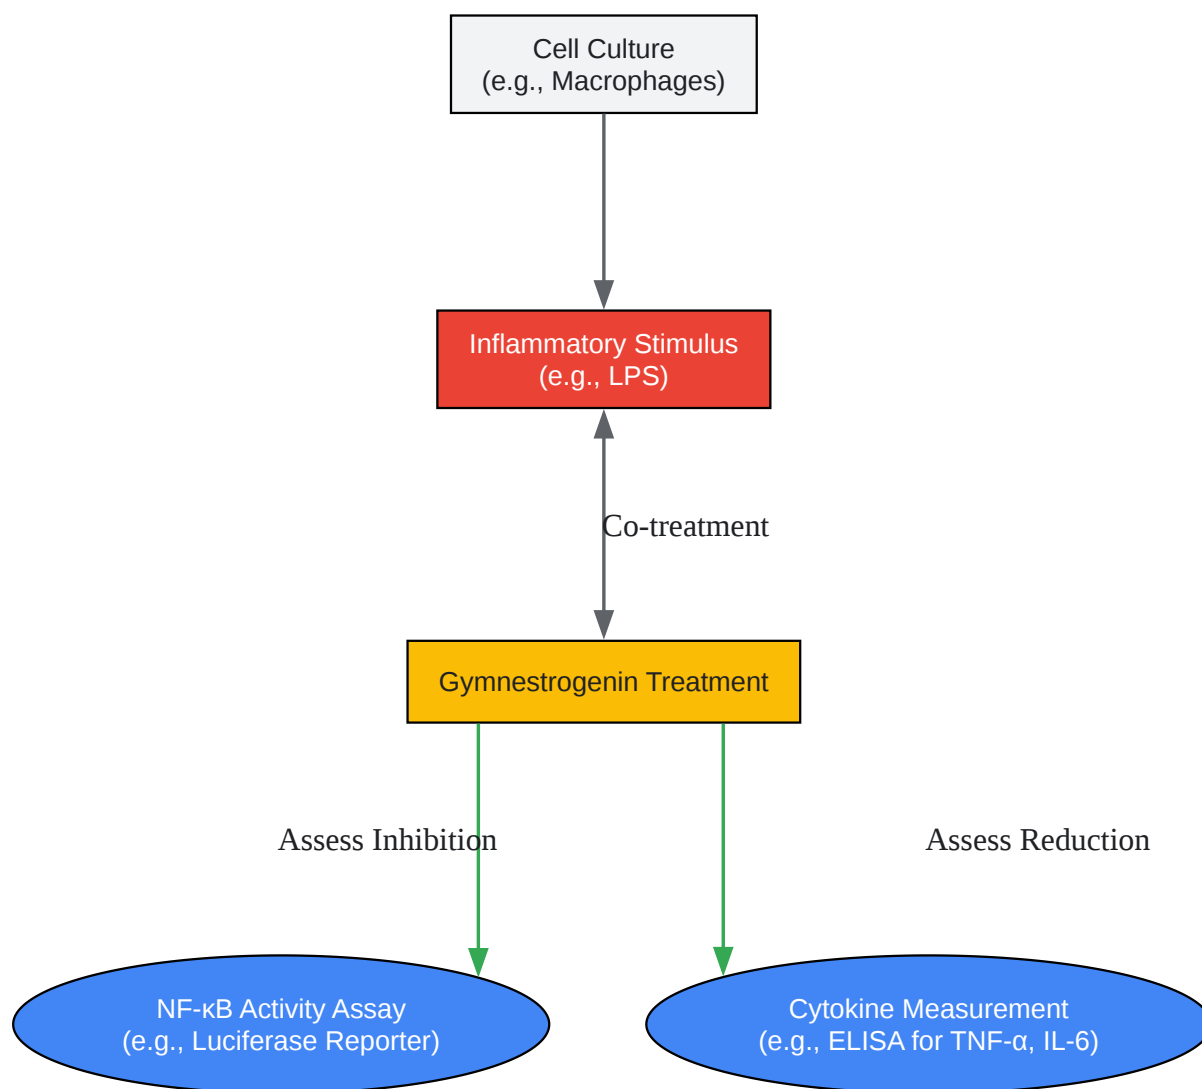 Cell Culture
(e.g., Macrophages)
Inflammatory Stimulus
(e.g., LPS)
Co-treatment
Gymnestrogenin Treatment
Assess Inhibition
Assess Reduction
NF-κB Activity Assay
(e.g., Luciferase Reporter)
Cytokine Measurement
(e.g., ELISA for TNF-α, IL-6)